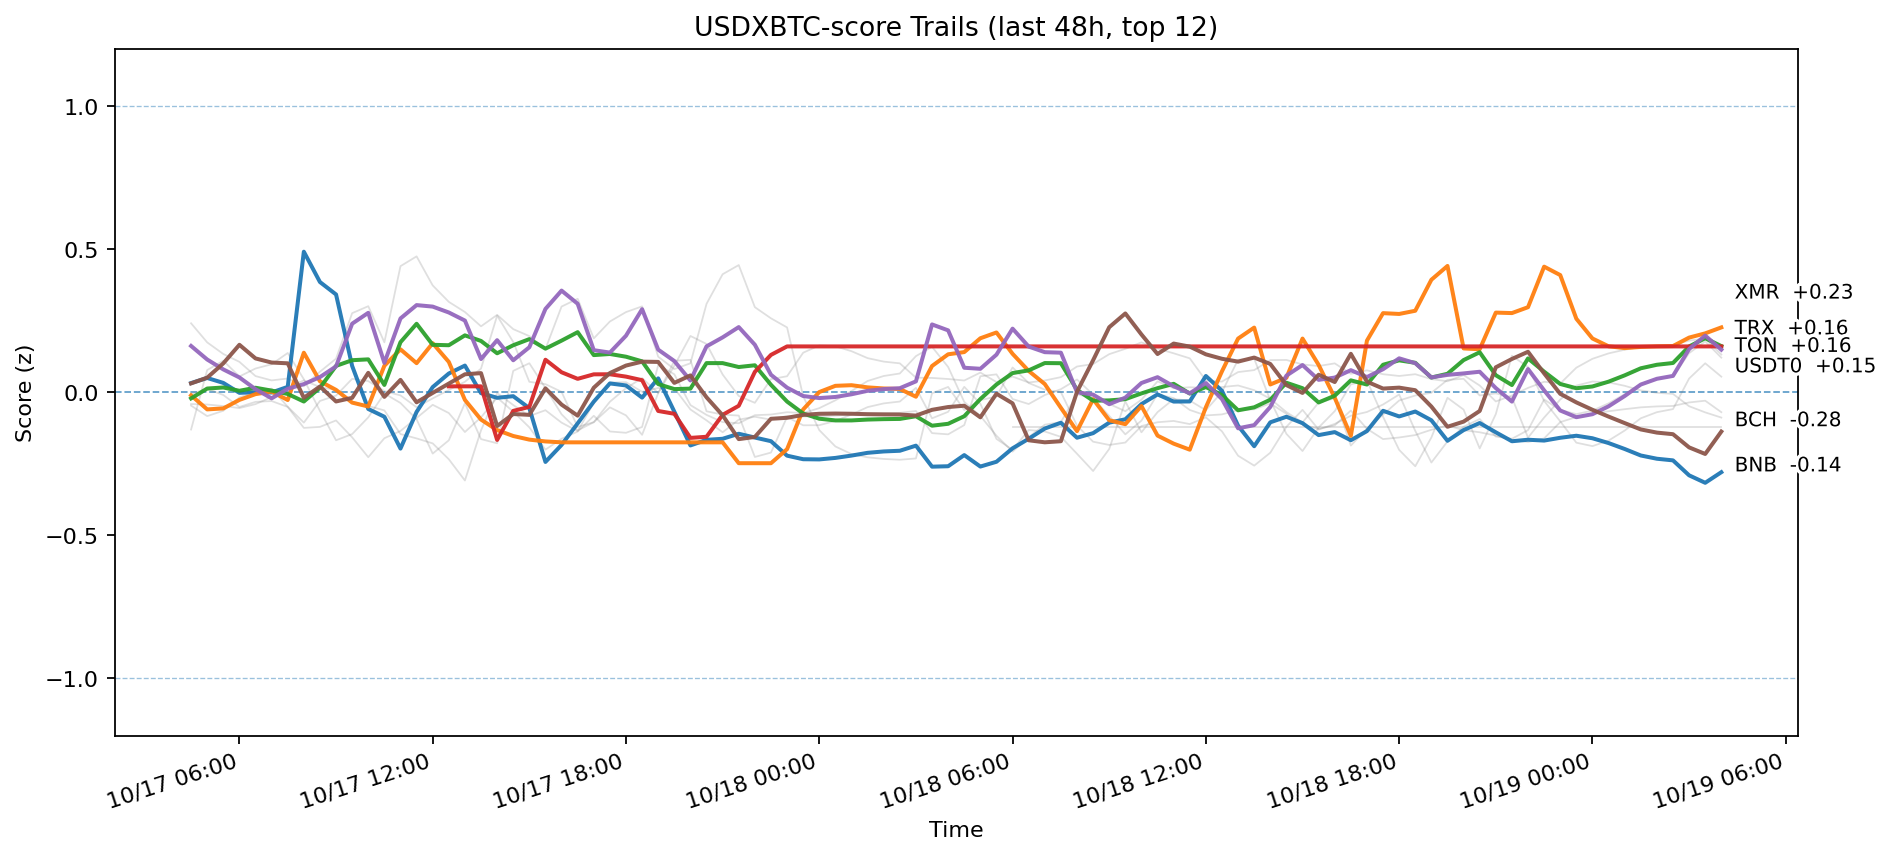 USDXBTC-score Trails (last 48h, top 12)
Score (z)
1.0
0.5
0.0
−0.5
−1.0
XMR +0.23
TRX +0.16
TON +0.16
USDT0 +0.15
BCH -0.28
BNB -0.14
10/17 06:00
10/17 12:00
10/17 18:00
10/18 00:00
10/18 06:00
10/18 12:00
10/18 18:00
10/19 00:00
10/19 06:00
Time